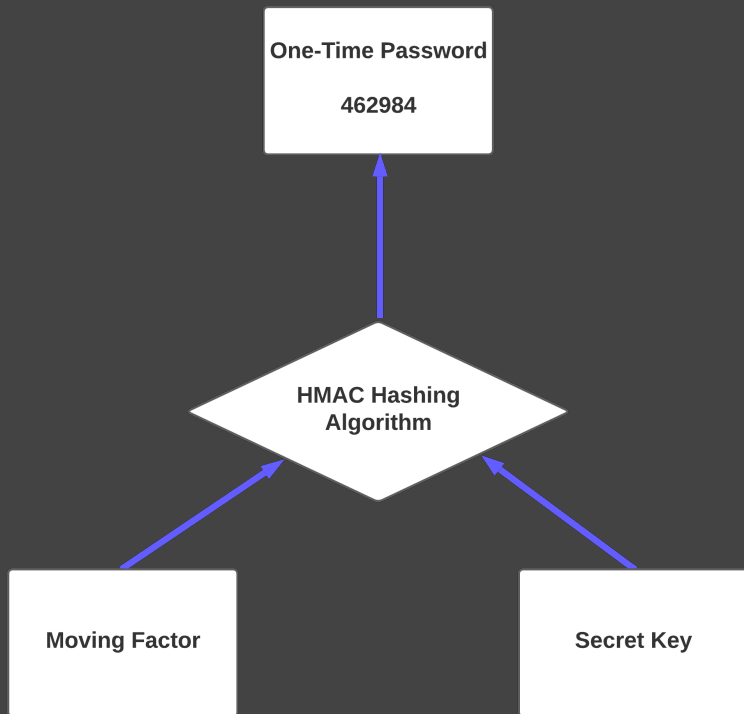 One-Time Password
462984
HMAC Hashing
Algorithm
Moving Factor
Secret Key